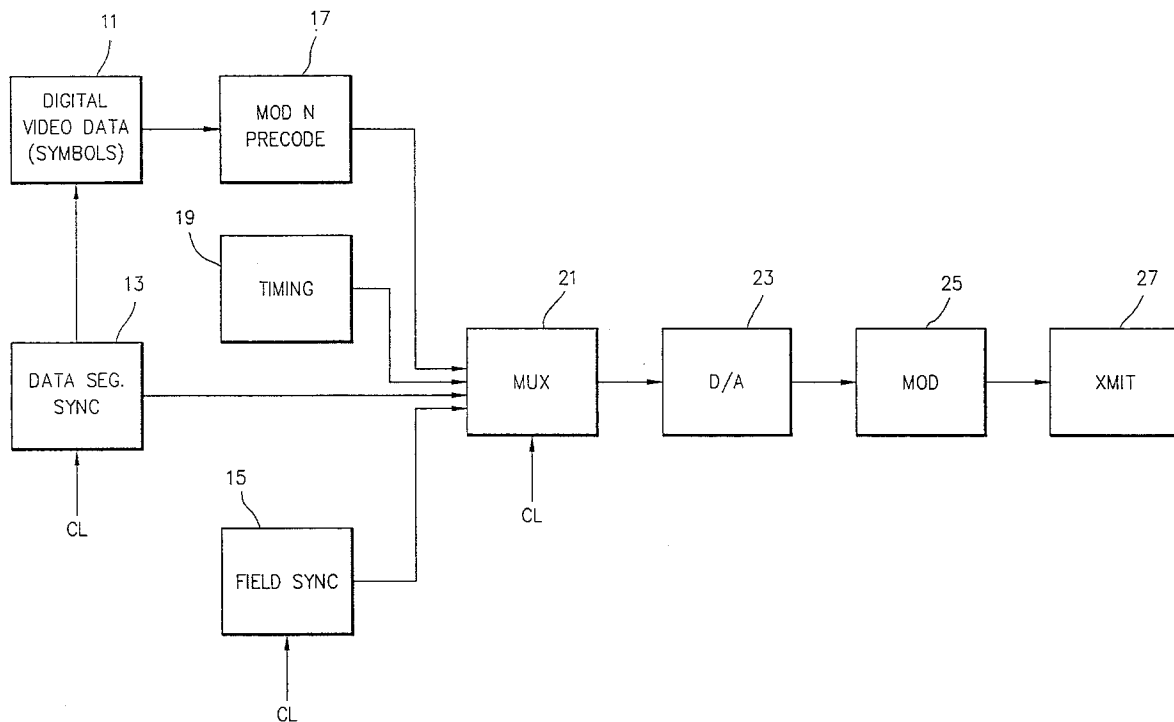 11
DIGITAL
VIDEO DATA
(SYMBOLS)
17
MOD N
PRECODE
19
TIMING
13
DATA SEG.
SYNC
CL
15
FIELD SYNC
CL
21
MUX
CL
23
D/A
25
MOD
27
XMIT